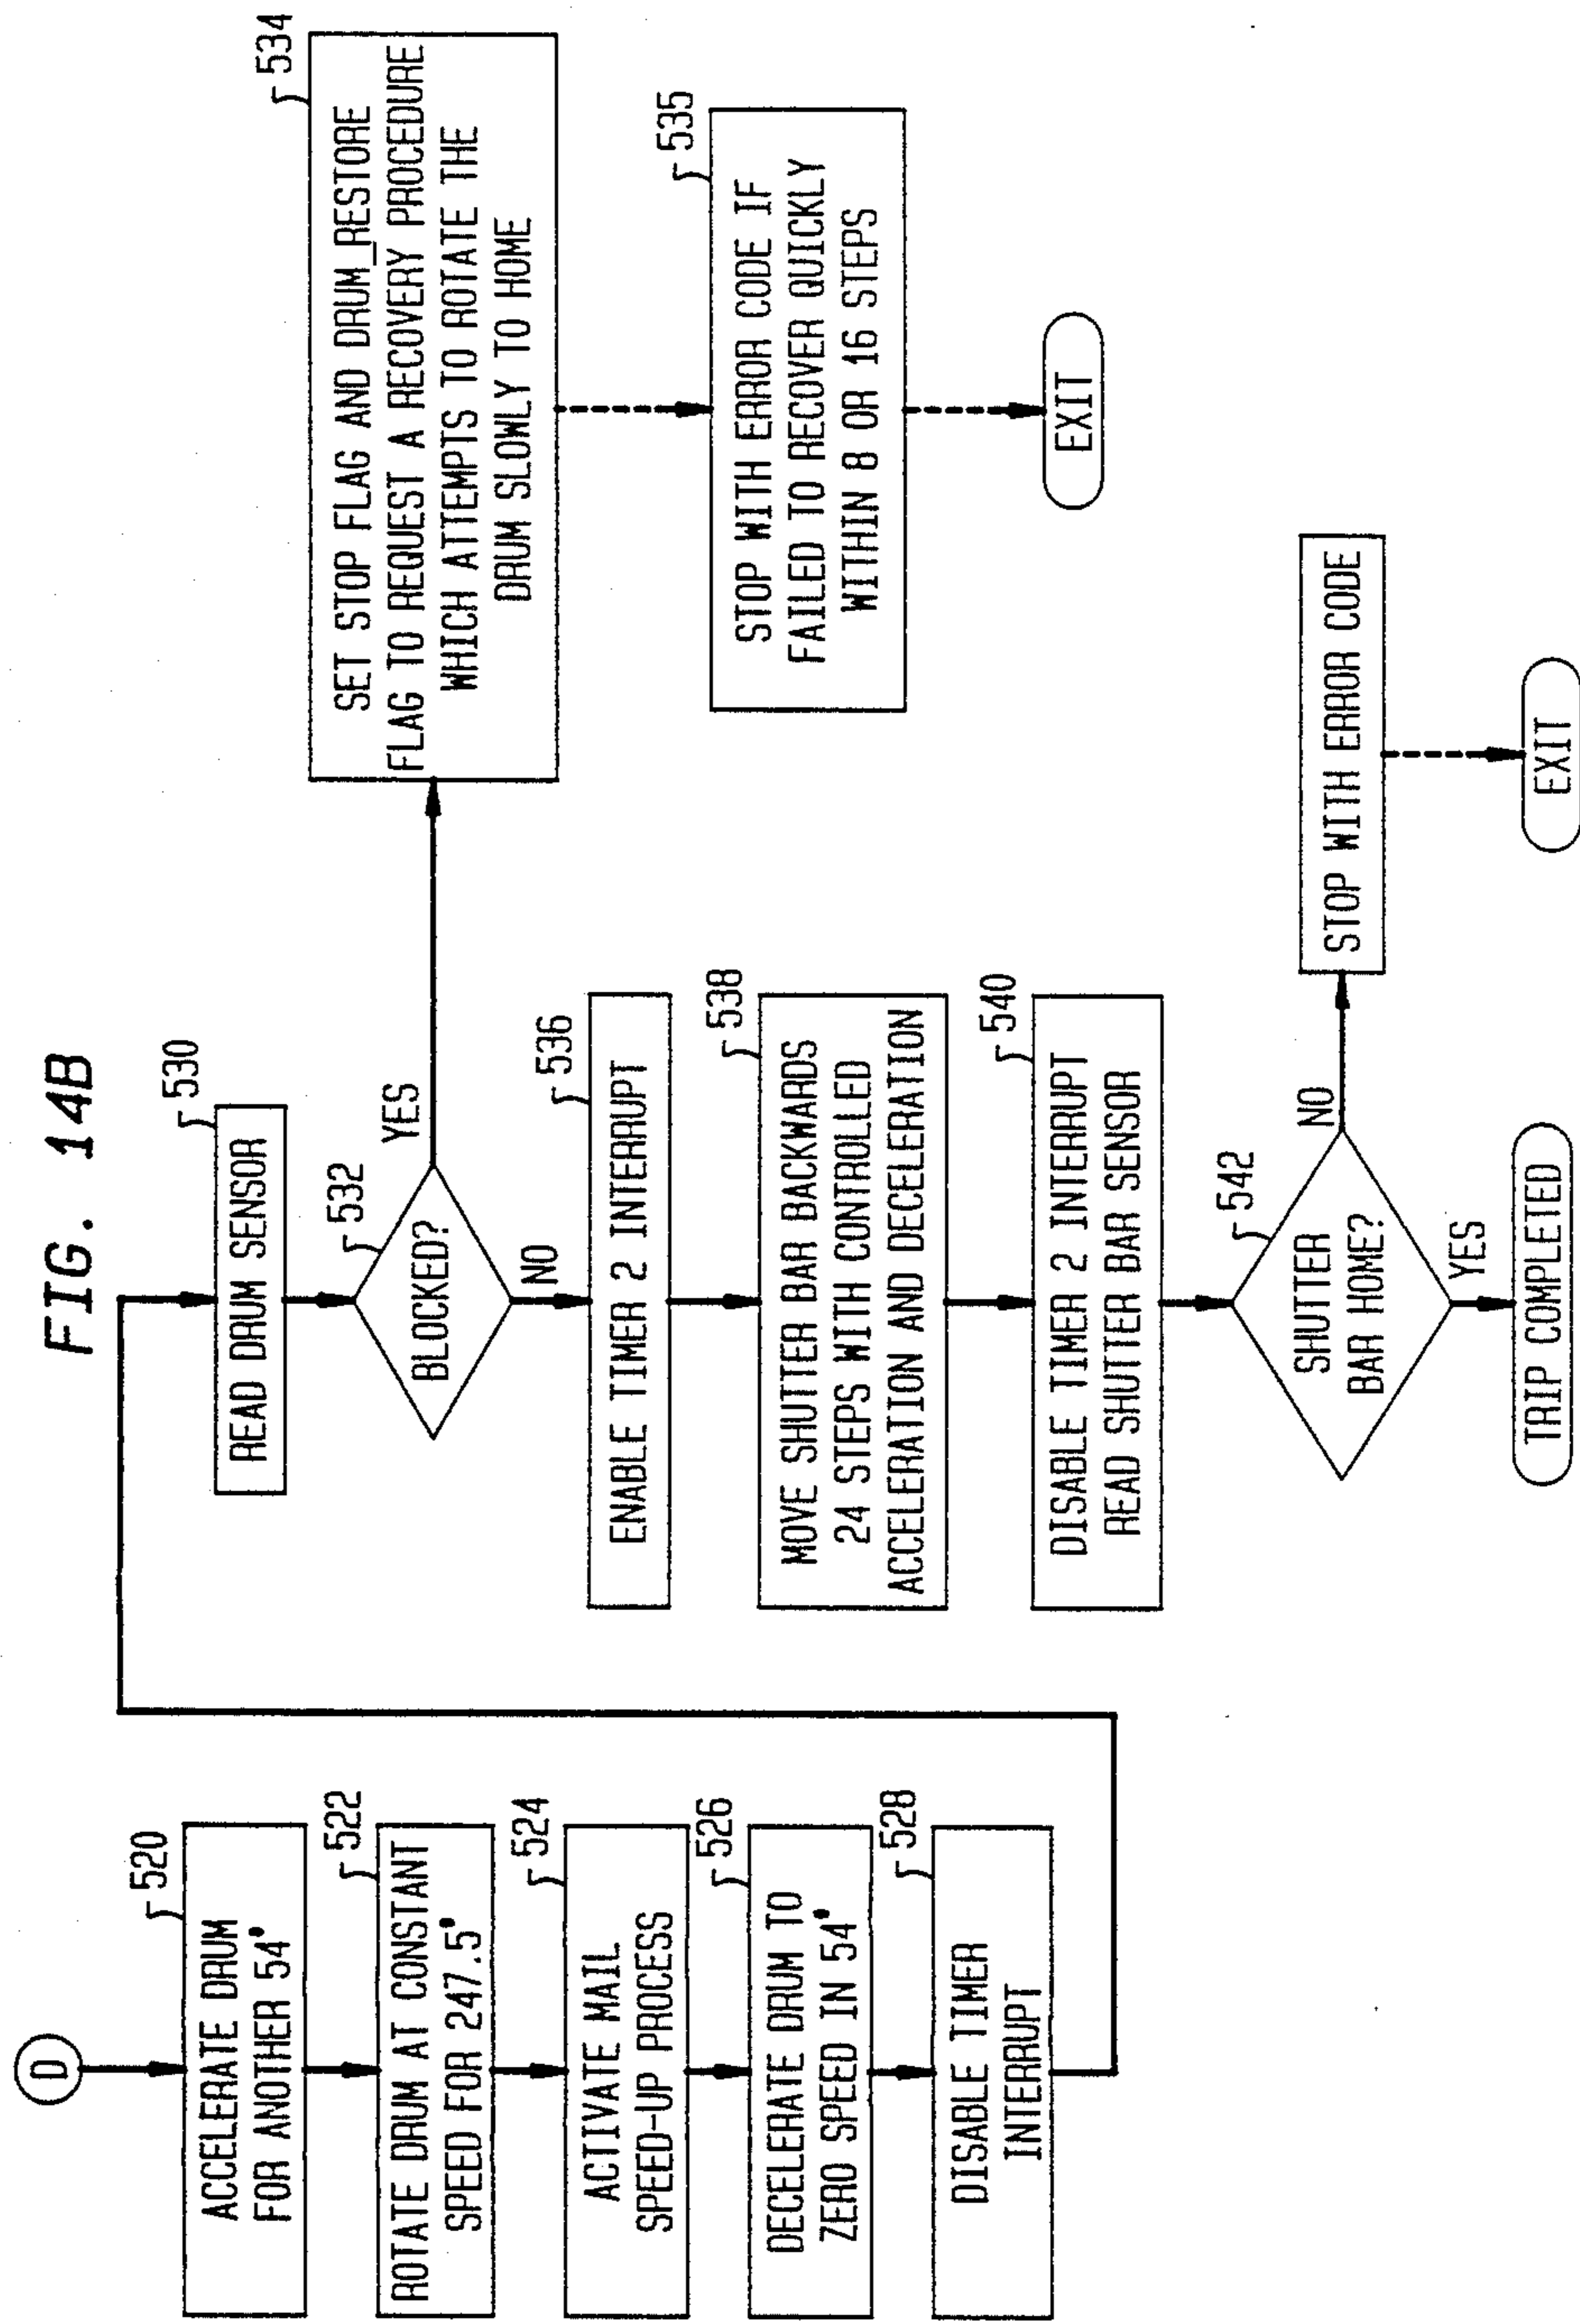 FIG. 14B
D
520
ACCELERATE DRUM
FOR ANOTHER 54°
522
ROTATE DRUM AT CONSTANT
SPEED FOR 247.5°
524
ACTIVATE MAIL
SPEED-UP PROCESS
526
DECELERATE DRUM TO
ZERO SPEED IN 54°
528
DISABLE TIMER
INTERRUPT
530
READ DRUM SENSOR
532
BLOCKED?
YES
NO
534
SET STOP FLAG AND DRUM_RESTORE
FLAG TO REQUEST A RECOVERY PROCEDURE
WHICH ATTEMPTS TO ROTATE THE
DRUM SLOWLY TO HOME
535
STOP WITH ERROR CODE IF
FAILED TO RECOVER QUICKLY
WITHIN 8 OR 16 STEPS
EXIT
536
ENABLE TIMER 2 INTERRUPT
538
MOVE SHUTTER BAR BACKWARDS
24 STEPS WITH CONTROLLED
ACCELERATION AND DECELERATION
540
DISABLE TIMER 2 INTERRUPT
READ SHUTTER BAR SENSOR
542
SHUTTER
BAR HOME?
NO
YES
STOP WITH ERROR CODE
EXIT
TRIP COMPLETED